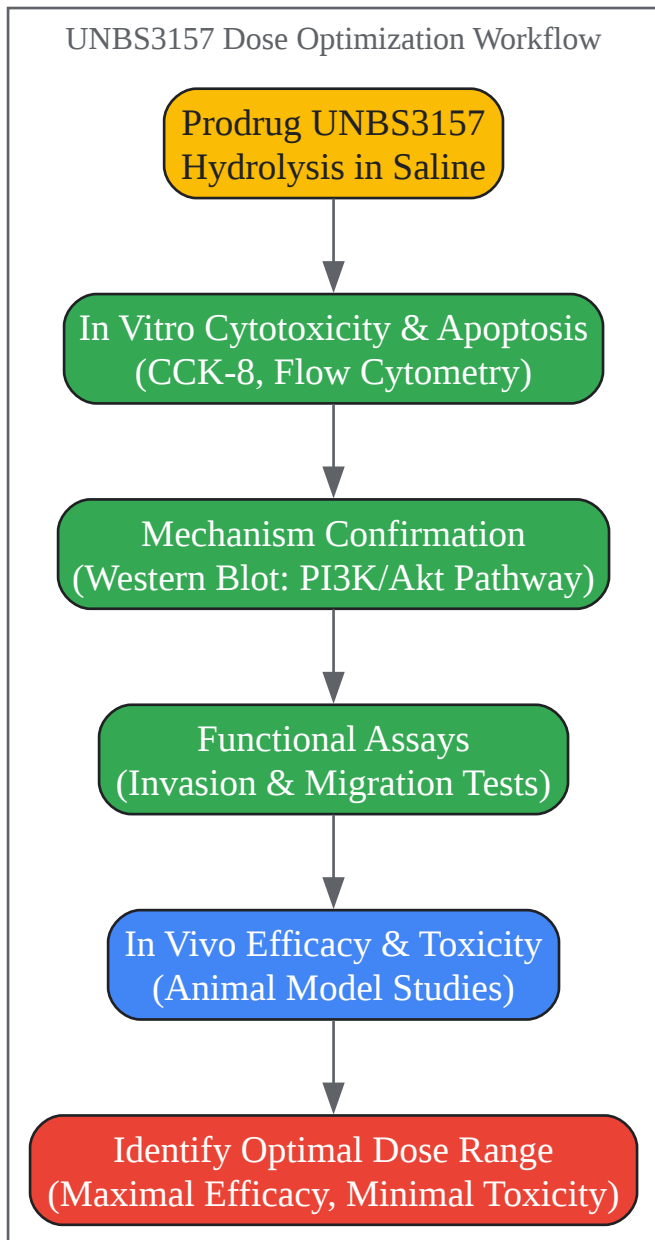 UNBS3157 Dose Optimization Workflow
Prodrug UNBS3157
Hydrolysis in Saline
In Vitro Cytotoxicity & Apoptosis
(CCK-8, Flow Cytometry)
Mechanism Confirmation
(Western Blot: PI3K/Akt Pathway)
Functional Assays
(Invasion & Migration Tests)
In Vivo Efficacy & Toxicity
(Animal Model Studies)
Identify Optimal Dose Range
(Maximal Efficacy, Minimal Toxicity)